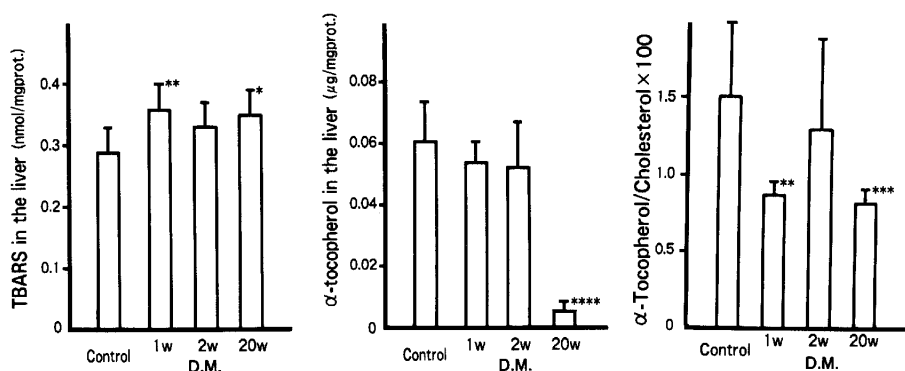 TBARS in the liver (nmol/mgprot.)
0.4
0.3
0.2
0.1
0
**
*
Control
1w
2w
20w
D.M.
α-tocopherol in the liver (μg/mgprot.)
0.08
0.06
0.04
0.02
0
****
Control
1w
2w
20w
D.M.
α-Tocopherol/Cholesterol×100
1.5
1.0
0.5
0
**
***
Control
1w
2w
20w
D.M.